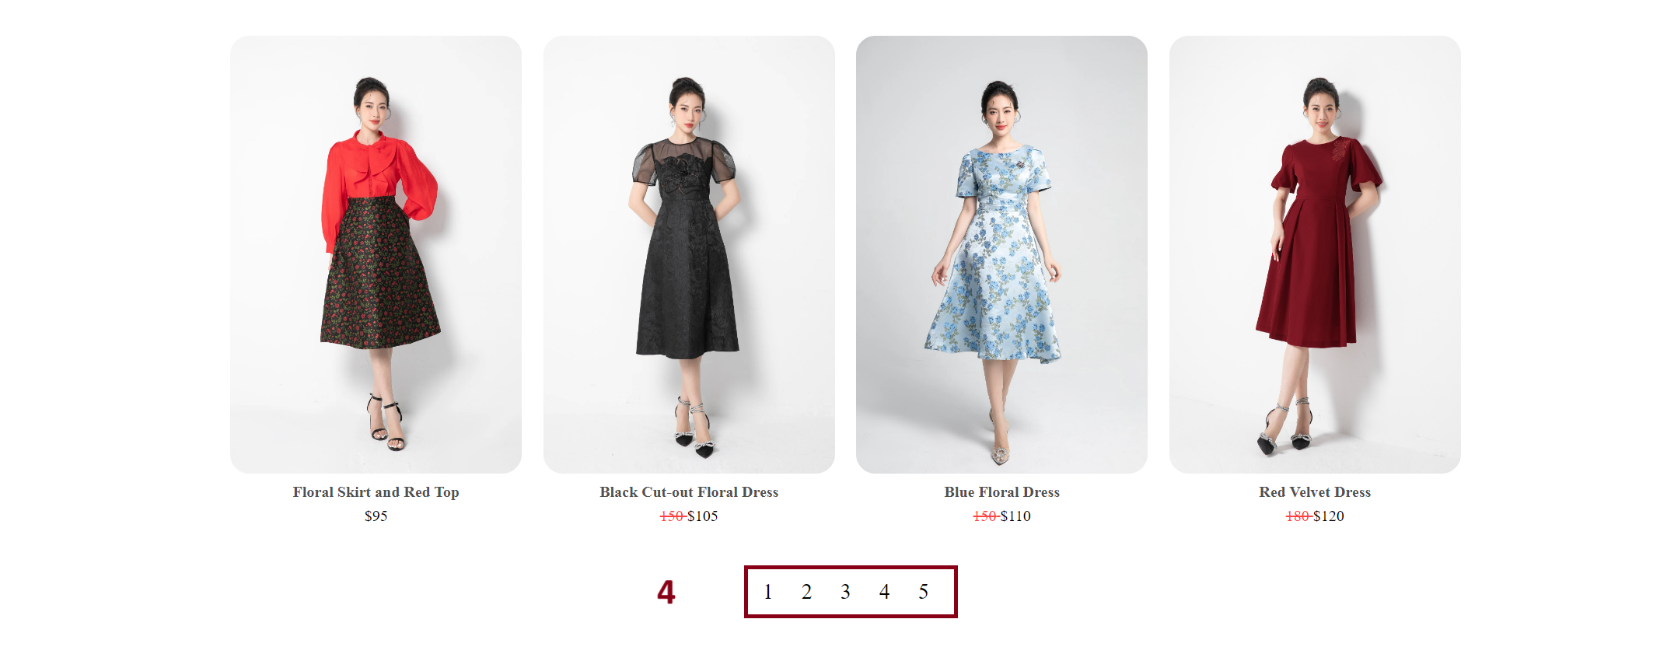 Floral Skirt and Red Top
$95
Black Cut-out Floral Dress
150 $105
Blue Floral Dress
150 $110
Red Velvet Dress
180 $120
4
1 2 3 4 5